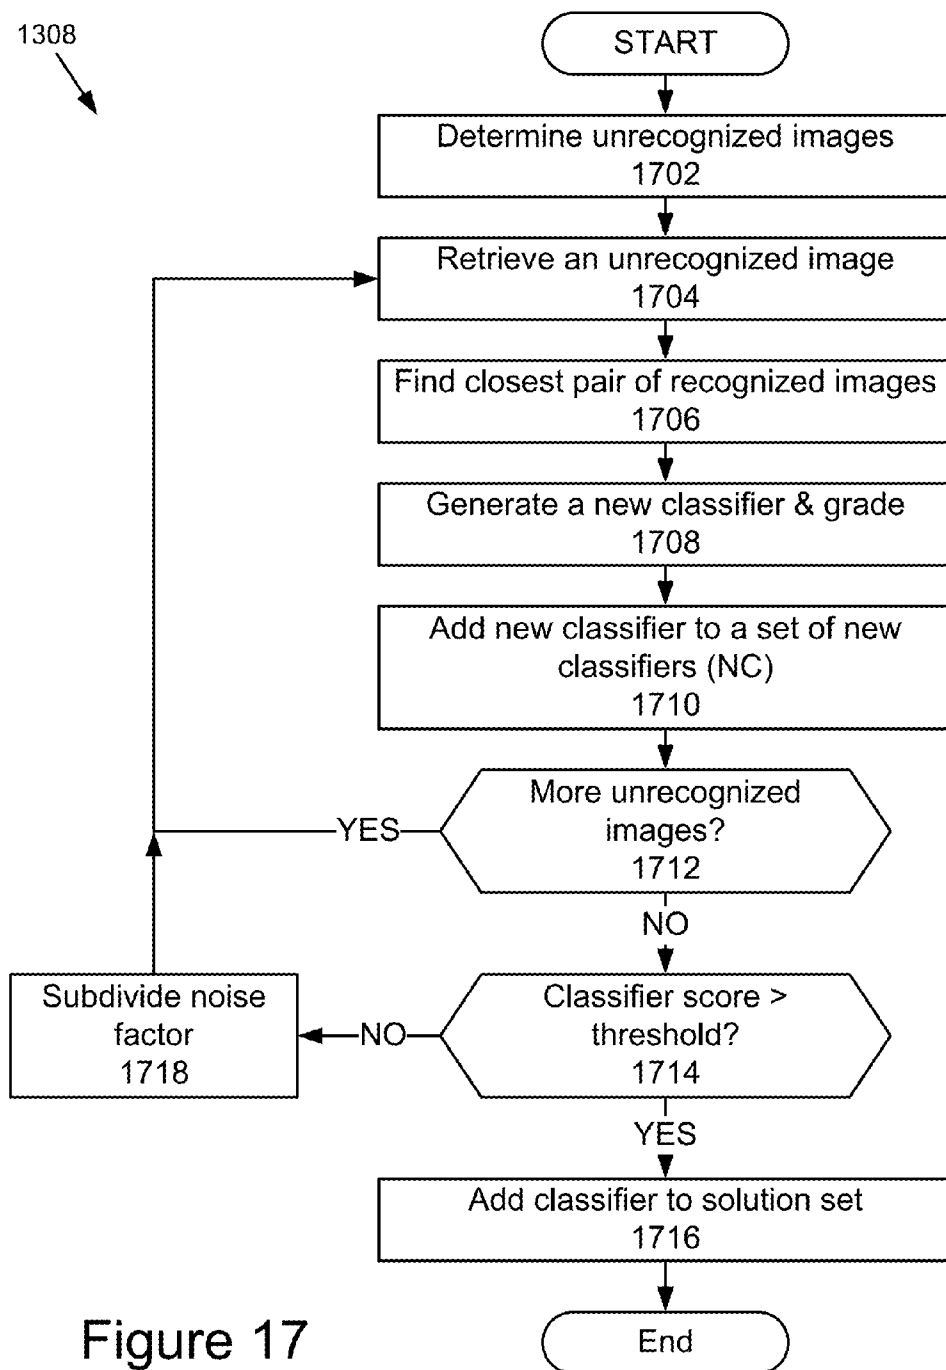 1308
START
Determine unrecognized images
1702
Retrieve an unrecognized image
1704
Find closest pair of recognized images
1706
Generate a new classifier & grade
1708
Add new classifier to a set of new
classifiers (NC)
1710
More unrecognized
images?
1712
YES
NO
Classifier score >
threshold?
1714
NO
Subdivide noise
factor
1718
YES
Add classifier to solution set
1716
End
Figure 17